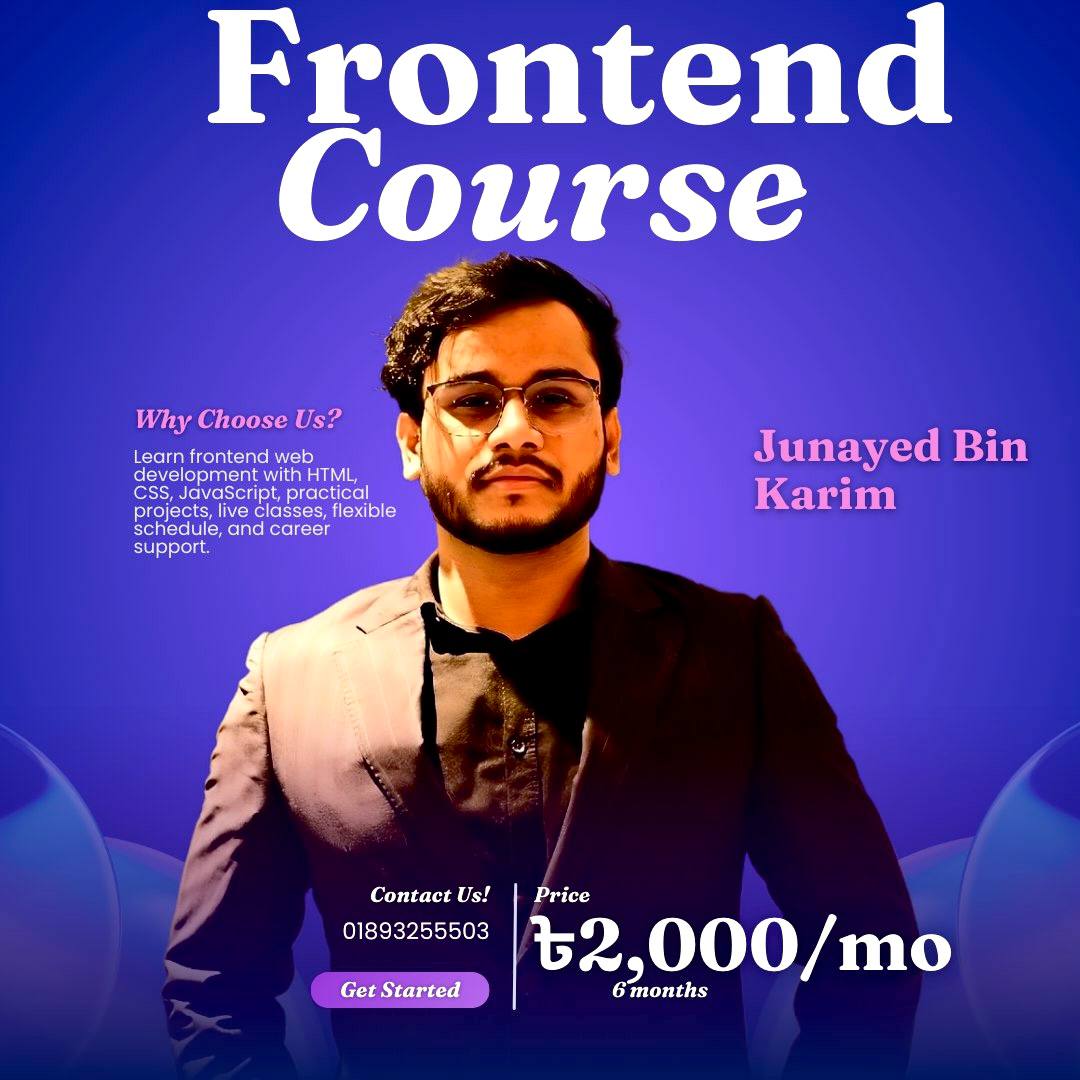 Frontend
Course
Why Choose Us?
Learn frontend web
development with HTML,
CSS, JavaScript, practical
projects, live classes, flexible
schedule, and career
support.
Junayed Bin
Karim
Contact Us!
01893255503
Get Started
Price
৳2,000/mo
6 months